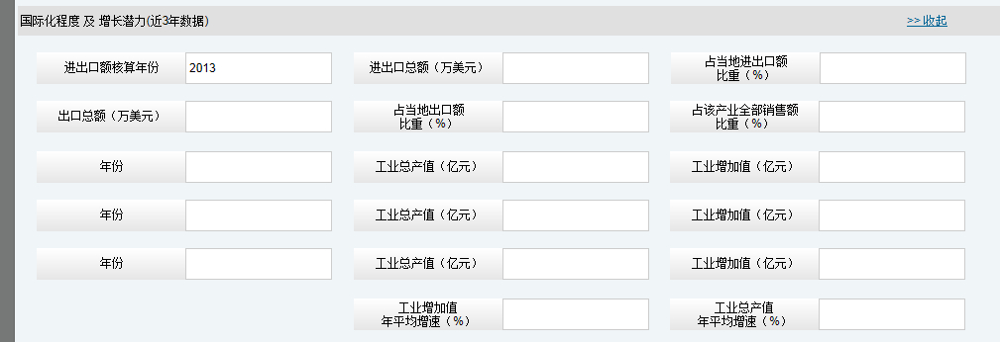 国际化程度 及 增长潜力(近3年数据)
>> 收起
进出口额核算年份
2013
进出口总额（万美元）
占当地进出口额
比重（%）
出口总额（万美元）
占当地出口额
比重（%）
占该产业全部销售额
比重（%）
年份
工业总产值（亿元）
工业增加值（亿元）
年份
工业总产值（亿元）
工业增加值（亿元）
年份
工业总产值（亿元）
工业增加值（亿元）
工业增加值
年平均增速（%）
工业总产值
年平均增速（%）